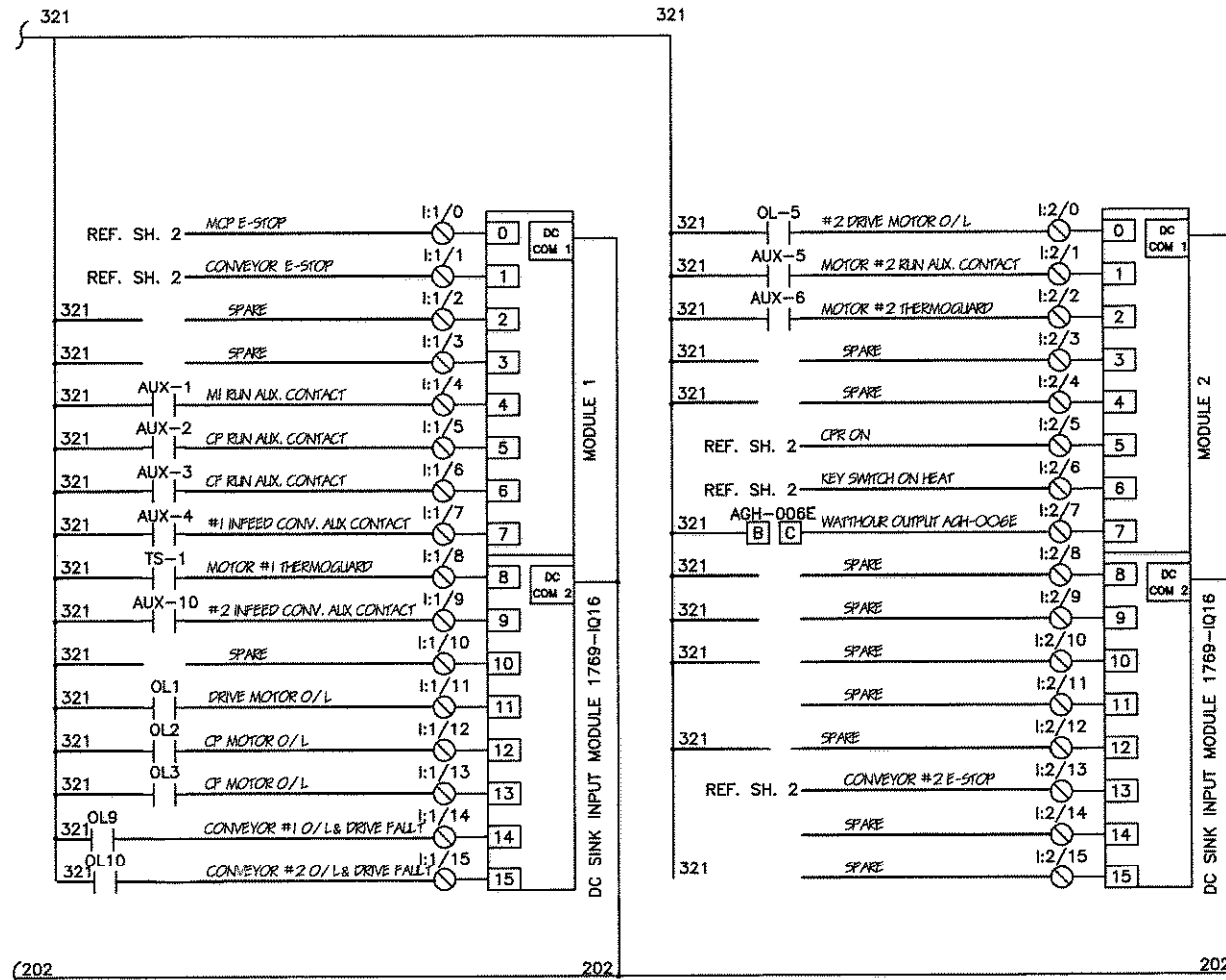 321 321
REF. SH. 2 MCP E-STOP I:1/0 0 DC COM 1
REF. SH. 2 CONVEYOR E-STOP I:1/1 1
321 SPARE I:1/2 2
321 SPARE I:1/3 3
321 AUX-1 M1 RUN AUX. CONTACT I:1/4 4
321 AUX-2 CP RUN AUX. CONTACT I:1/5 5
321 AUX-3 CF RUN AUX. CONTACT I:1/6 6
321 AUX-4 #1 INFEED CONV. AUX CONTACT I:1/7 7
321 TS-1 MOTOR #1 THERMOGUARD I:1/8 8 DC COM 2
321 AUX-10 #2 INFEED CONV. AUX CONTACT I:1/9 9
321 SPARE I:1/10 10
321 OL1 DRIVE MOTOR O/L I:1/11 11
321 OL2 CP MOTOR O/L I:1/12 12
321 OL3 CF MOTOR O/L I:1/13 13
321 OL9 CONVEYOR #1 O/L & DRIVE FAULT I:1/14 14
321 OL10 CONVEYOR #2 O/L & DRIVE FAULT I:1/15 15
MODULE 1
DC SINK INPUT MODULE 1769-IQ16
321 OL-5 #2 DRIVE MOTOR O/L I:2/0 0 DC COM 1
321 AUX-5 MOTOR #2 RUN AUX. CONTACT I:2/1 1
321 AUX-6 MOTOR #2 THERMOGUARD I:2/2 2
321 SPARE I:2/3 3
321 SPARE I:2/4 4
REF. SH. 2 CPR ON I:2/5 5
REF. SH. 2 KEY SWITCH ON HEAT I:2/6 6
321 AGH-006E B C WATTHOUR OUTPUT AGH-006E I:2/7 7
321 SPARE I:2/8 8 DC COM 2
321 SPARE I:2/9 9
321 SPARE I:2/10 10
SPARE I:2/11 11
321 SPARE I:2/12 12
REF. SH. 2 CONVEYOR #2 E-STOP I:2/13 13
SPARE I:2/14 14
321 SPARE I:2/15 15
MODULE 2
DC SINK INPUT MODULE 1769-IQ16
202 202 202